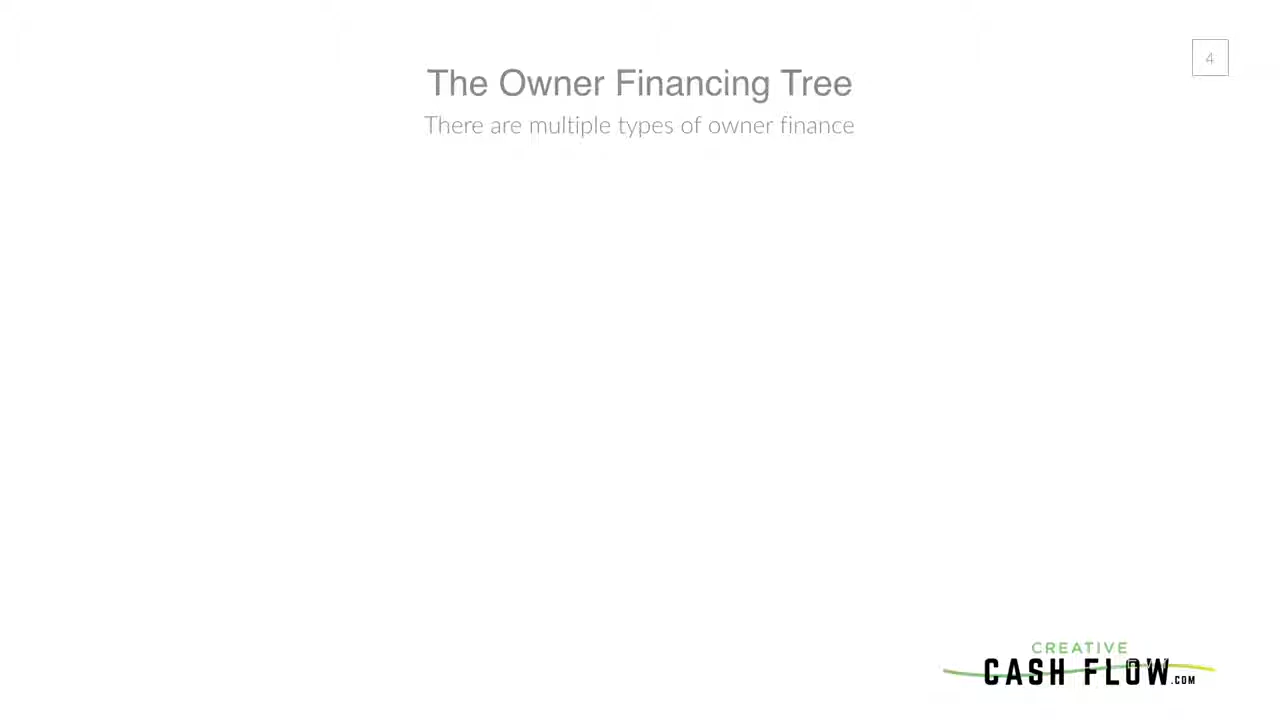 4
The Owner Financing Tree
There are multiple types of owner finance
CREATIVE
CASH FLOW.COM